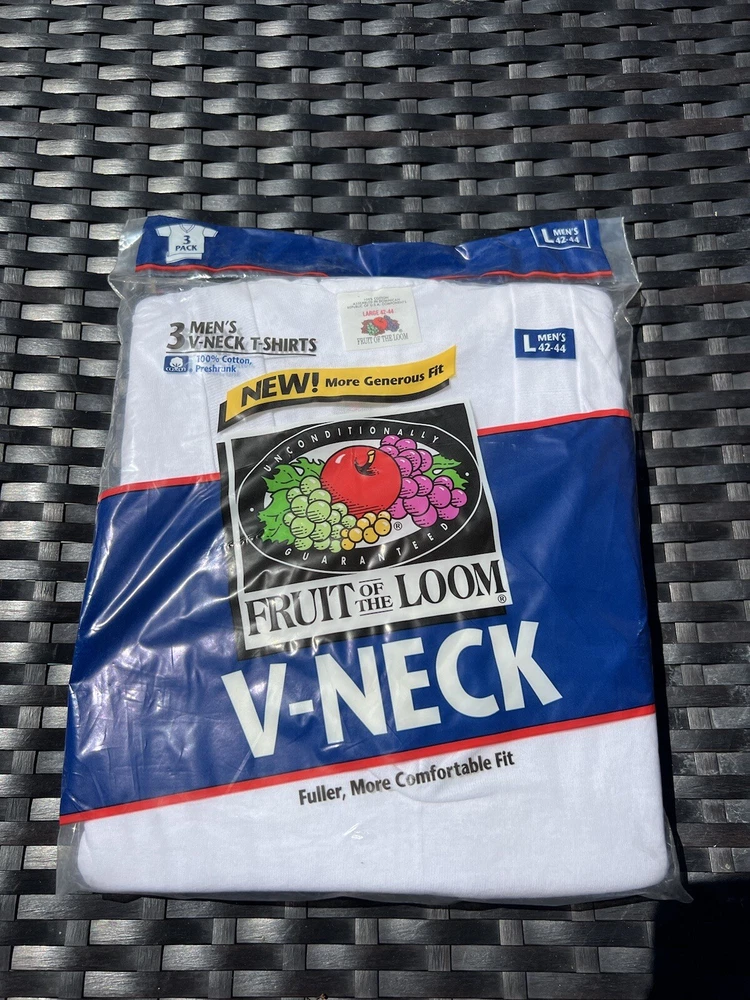 3
PACK
L MEN'S
42-44
3 MEN'S
V-NECK T-SHIRTS
COTTON
100% Cotton,
Preshrunk
LARGE 42-44
FRUIT OF THE LOOM
L MEN'S
42-44
NEW! More Generous Fit
UNCONDITIONALLY
GUARANTEED
®
FRUIT OF THE LOOM®
V-NECK
Fuller, More Comfortable Fit